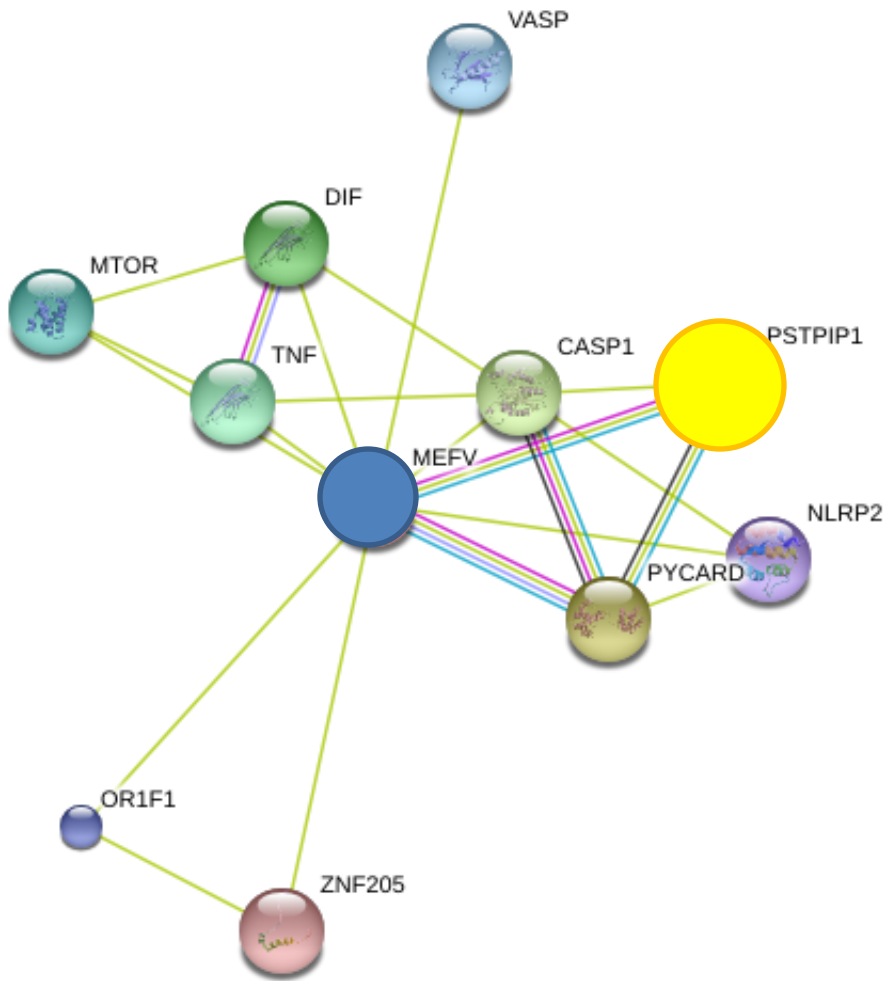 VASP
DIF
MTOR
TNF
CASP1
PSTPIP1
MEFV
NLRP2
PYCARD
OR1F1
ZNF205